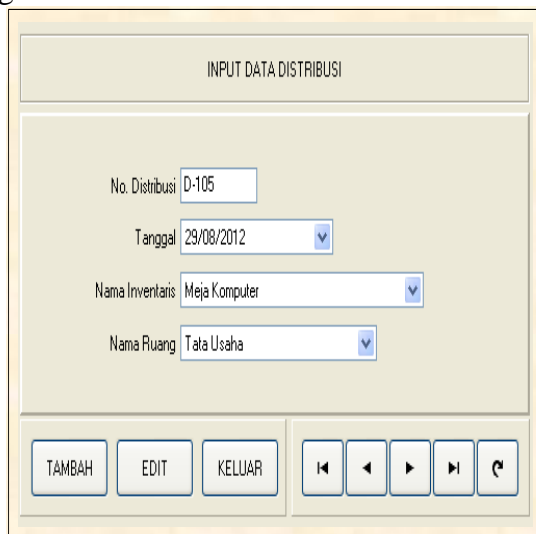 INPUT DATA DISTRIBUSI
No. Distribusi D-105
Tanggal 29/08/2012
Nama Inventaris Meja Komputer
Nama Ruang Tata Usaha
TAMBAH EDIT KELUAR